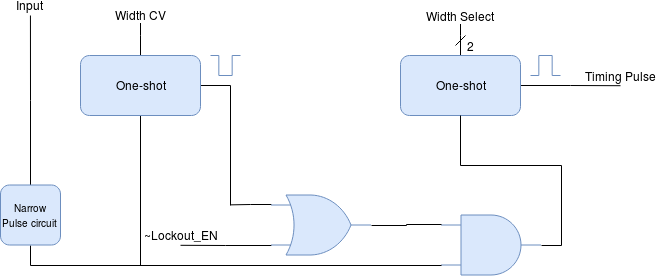 Input
Width CV
Width Select
2
One-shot
One-shot
Timing Pulse
Narrow
Pulse circuit
~Lockout_EN